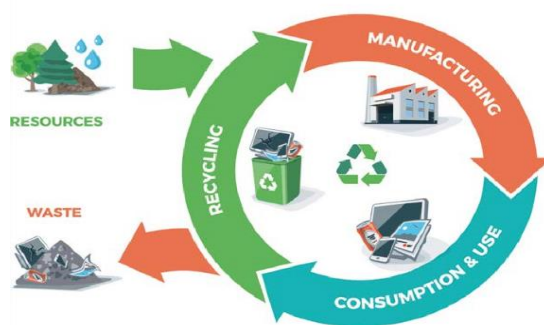 RESOURCES
MANUFACTURING
RECYCLING
WASTE
CONSUMPTION & USE